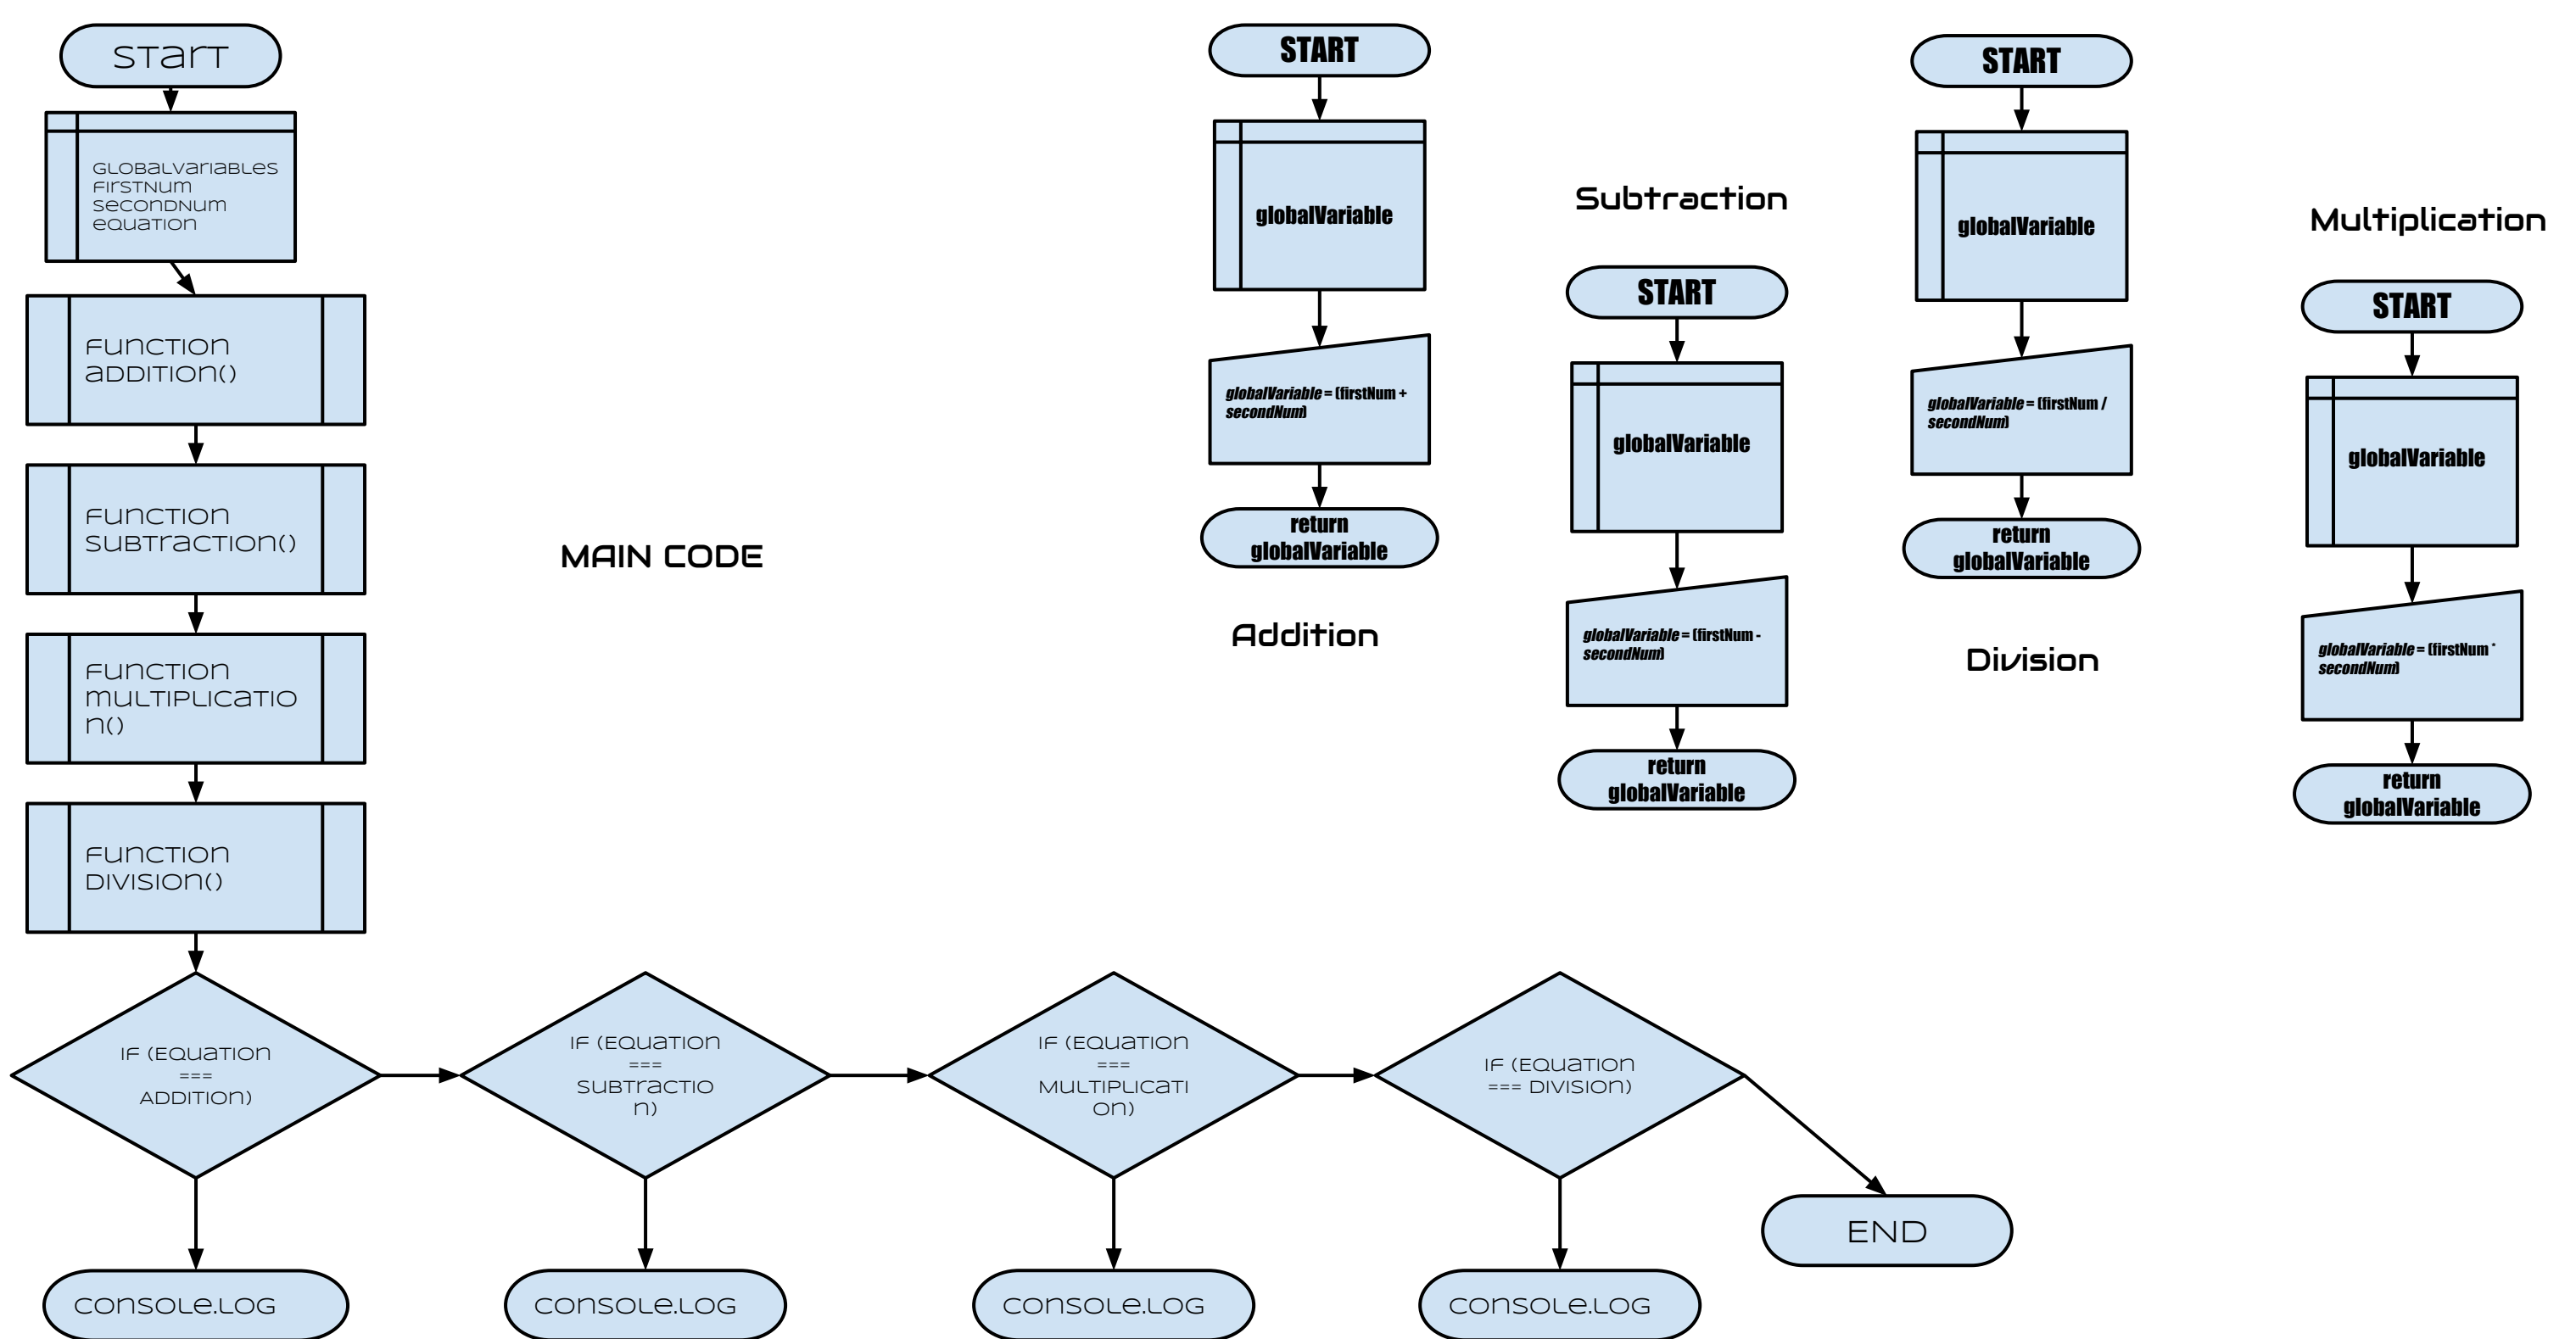 START
GLOBALVARIABLES
FIRSTNUM
SECONDNUM
EQUATION
FUNCTION
ADDITION()
FUNCTION
SUBTRACTION()
FUNCTION
MULTIPLICATIO
N()
FUNCTION
DIVISION()
MAIN CODE
IF (EQUATION
===
ADDITION)
IF (EQUATION
===
SUBTRACTIO
N)
IF (EQUATION
===
MULTIPLICATI
ON)
IF (EQUATION
=== DIVISION)
CONSOLE.LOG
CONSOLE.LOG
CONSOLE.LOG
CONSOLE.LOG
END
START
globalVariable
globalVariable = (firstNum +
secondNum)
return
globalVariable
Addition
Subtraction
START
globalVariable
globalVariable = (firstNum -
secondNum)
return
globalVariable
START
globalVariable
globalVariable = (firstNum /
secondNum)
return
globalVariable
Division
Multiplication
START
globalVariable
globalVariable = (firstNum *
secondNum)
return
globalVariable